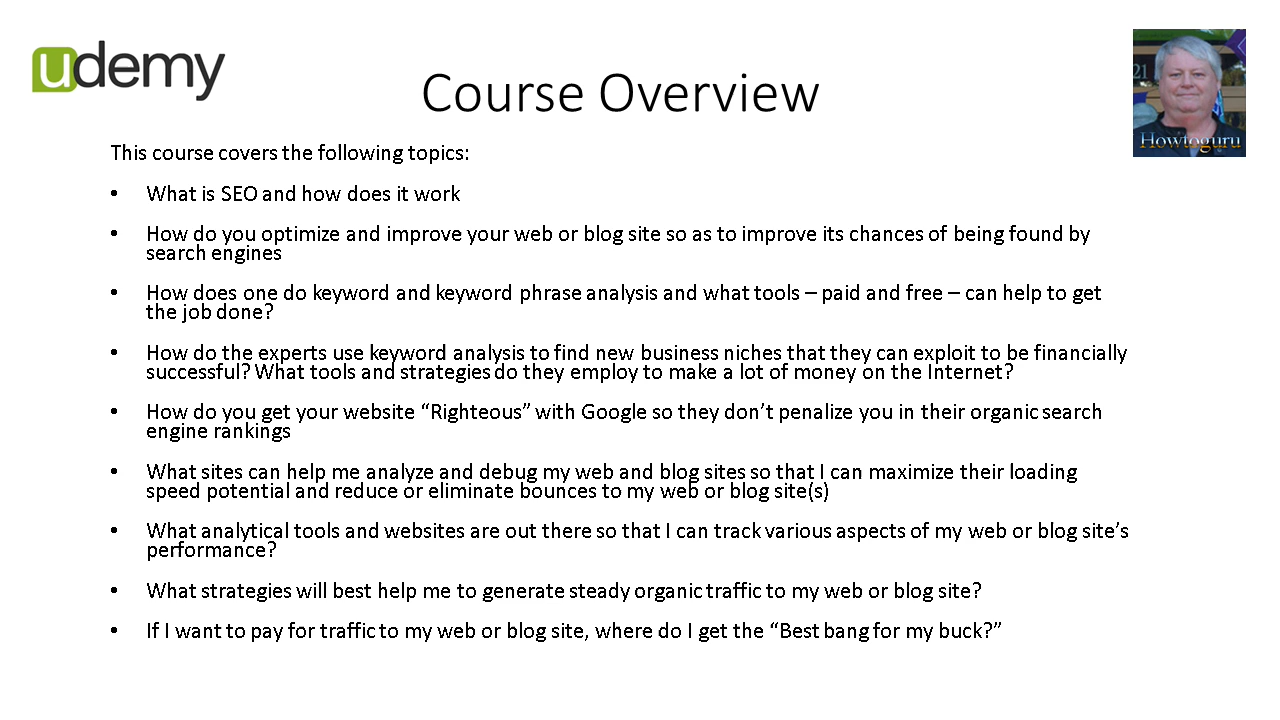 udemy
Course Overview
21
Howtoguru
This course covers the following topics:
• What is SEO and how does it work
• How do you optimize and improve your web or blog site so as to improve its chances of being found by
search engines
• How does one do keyword and keyword phrase analysis and what tools – paid and free – can help to get
the job done?
• How do the experts use keyword analysis to find new business niches that they can exploit to be financially
successful? What tools and strategies do they employ to make a lot of money on the Internet?
• How do you get your website “Righteous” with Google so they don’t penalize you in their organic search
engine rankings
• What sites can help me analyze and debug my web and blog sites so that I can maximize their loading
speed potential and reduce or eliminate bounces to my web or blog site(s)
• What analytical tools and websites are out there so that I can track various aspects of my web or blog site’s
performance?
• What strategies will best help me to generate steady organic traffic to my web or blog site?
• If I want to pay for traffic to my web or blog site, where do I get the “Best bang for my buck?”